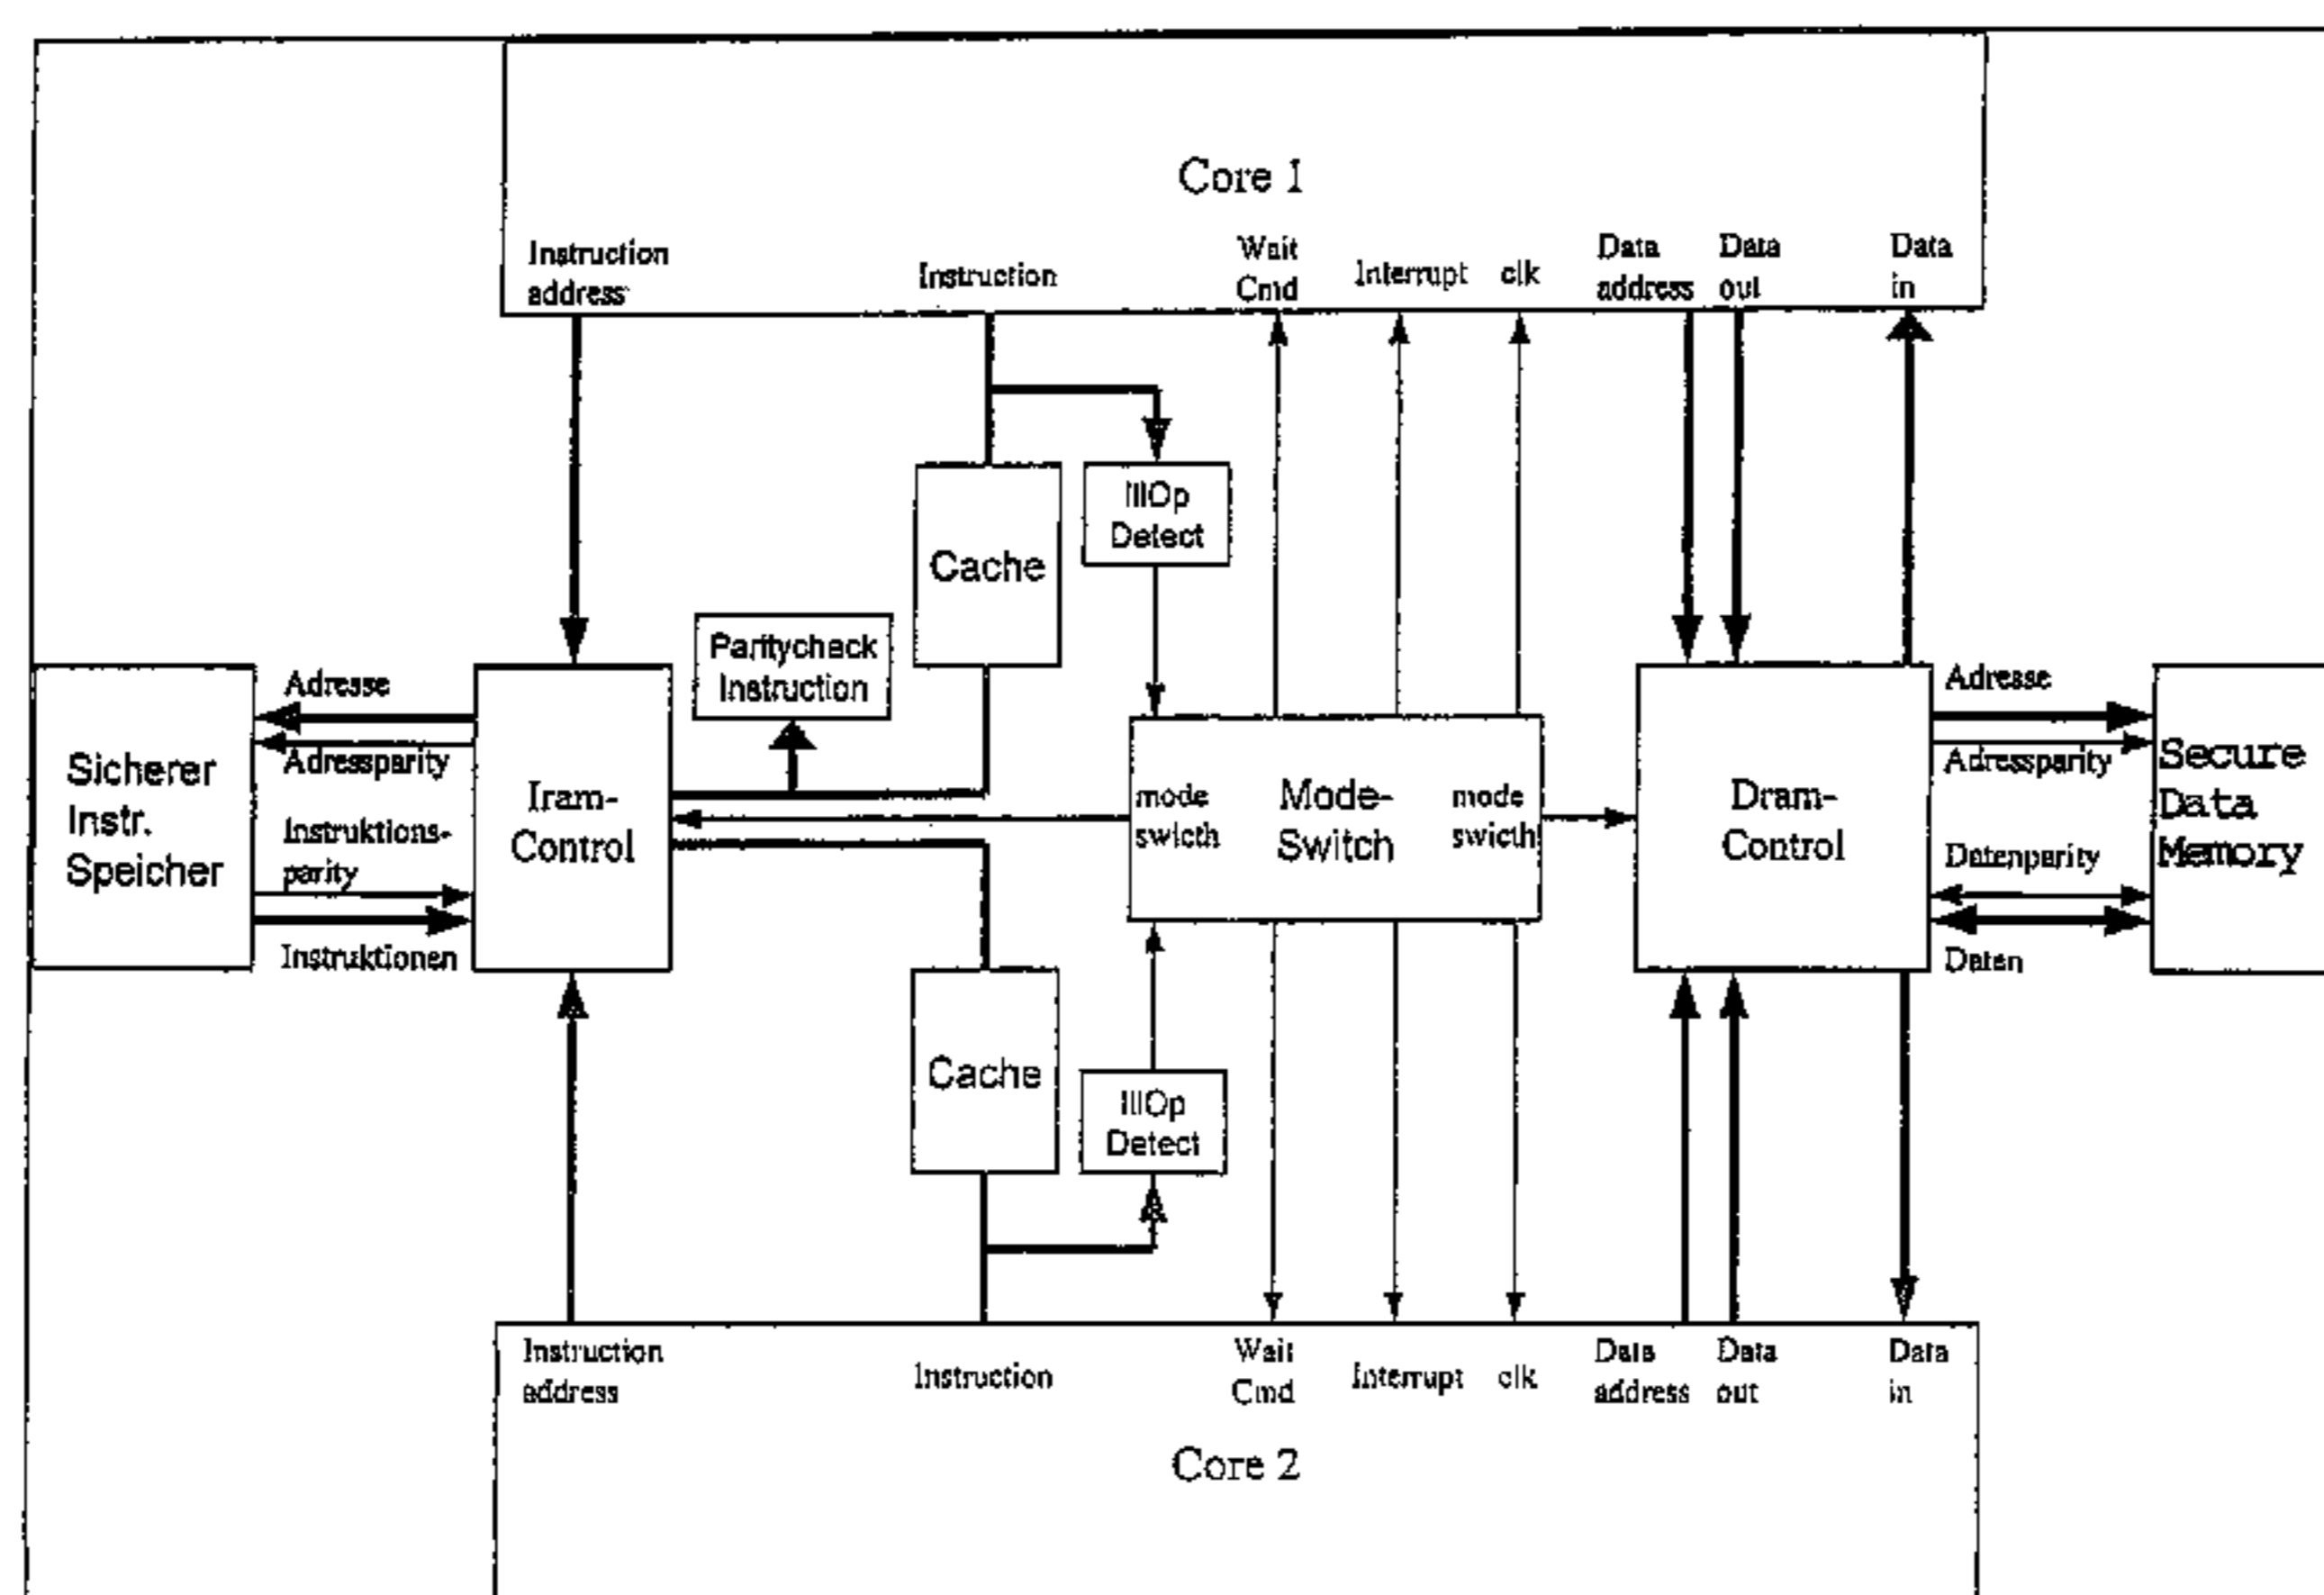 Core 1
Instruction
address
Instruction
Wait
Cmd
Interrupt
clk
Data
address
Data
out
Data
in
IllOp
Detect
Cache
Paritycheck
Instruction
Sicherer
Instr.
Speicher
Adresse
Adressparity
Instruktions-
parity
Instruktionen
Iram-
Control
mode
swicth
Mode-
Switch
mode
swicth
Dram-
Control
Adresse
Adressparity
Datenparity
Daten
Secure
Data
Memory
Cache
IllOp
Detect
Instruction
address
Instruction
Wait
Cmd
Interrupt
clk
Data
address
Data
out
Data
in
Core 2